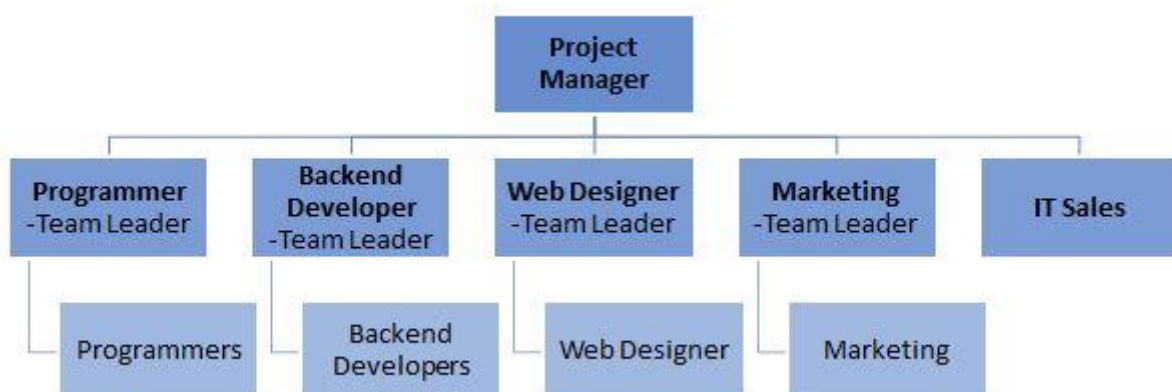 Project
Manager
Programmer
-Team Leader
Backend
Developer
-Team Leader
Web Designer
-Team Leader
Marketing
-Team Leader
IT Sales
Programmers
Backend
Developers
Web Designer
Marketing